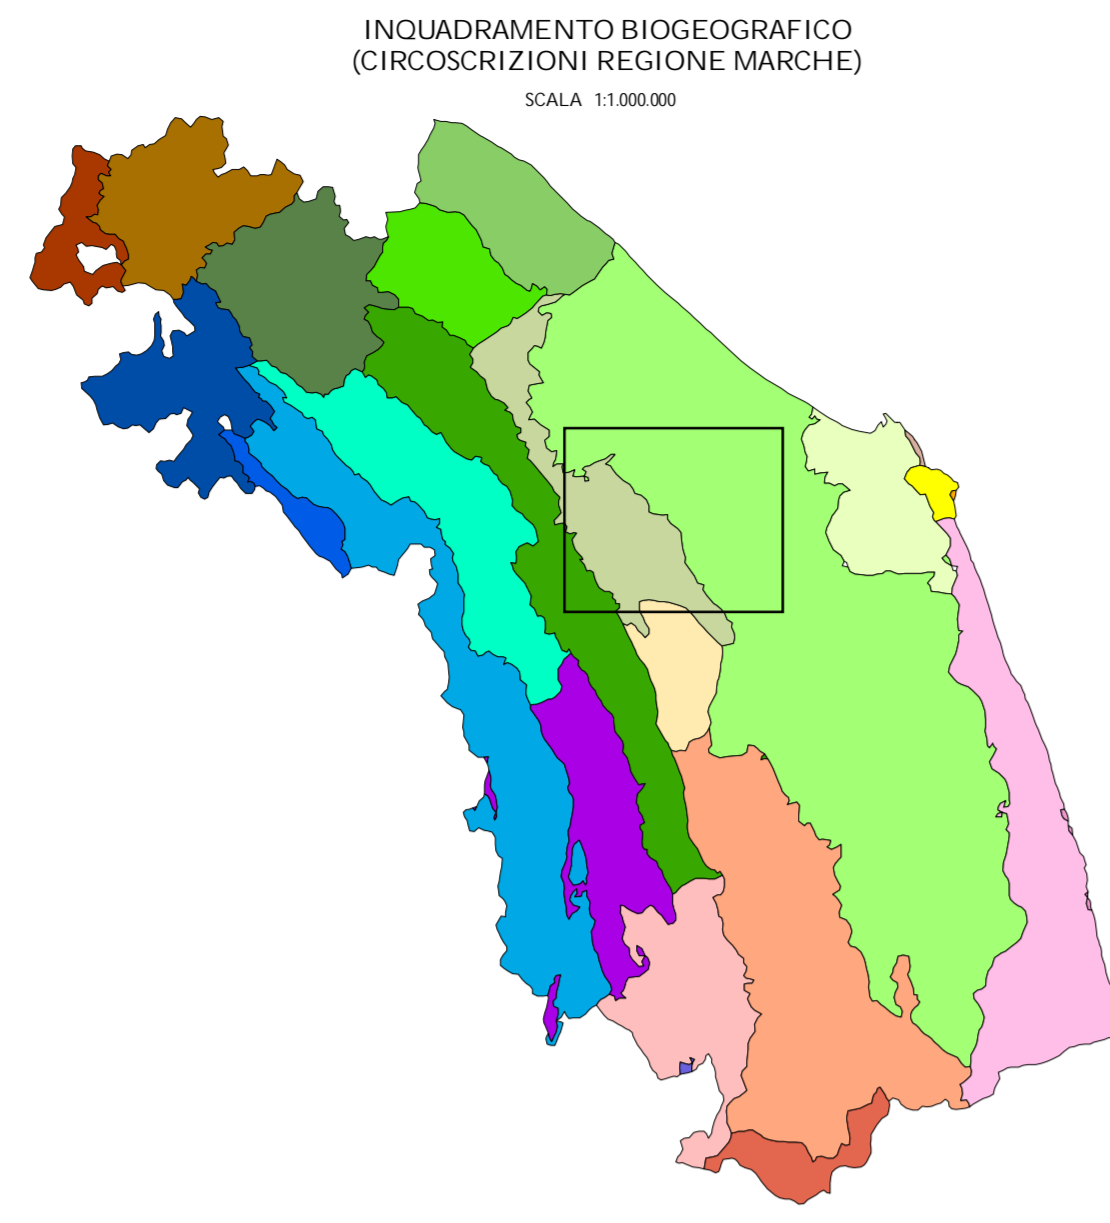 INQUADRAMENTO BIOGEOGRAFICO
(CIRCOSCRIZIONI REGIONE MARCHE)
SCALA 1:1.000.000